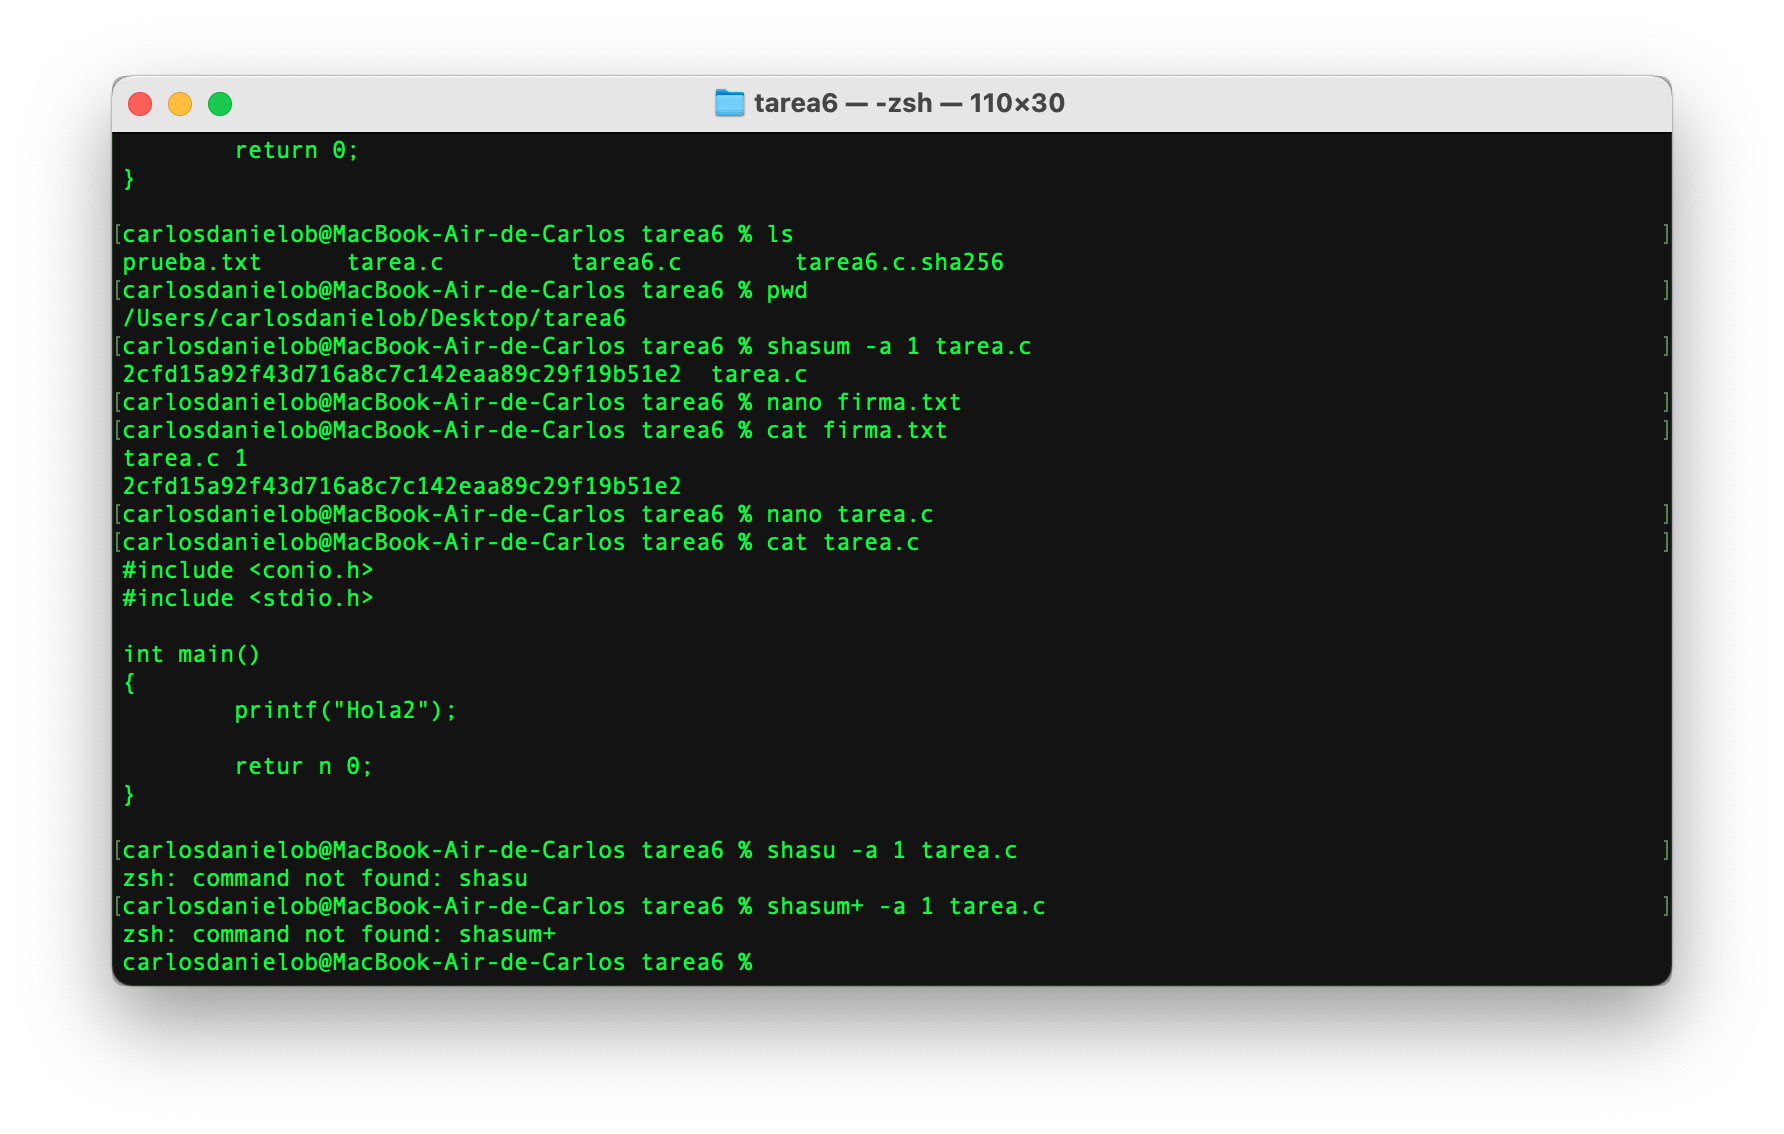 tarea6 — -zsh — 110×30
return 0;
}
[carlosdanielob@MacBook-Air-de-Carlos tarea6 % ls ]
prueba.txt tarea.c tarea6.c tarea6.c.sha256
[carlosdanielob@MacBook-Air-de-Carlos tarea6 % pwd ]
/Users/carlosdanielob/Desktop/tarea6
[carlosdanielob@MacBook-Air-de-Carlos tarea6 % shasum -a 1 tarea.c ]
2cfd15a92f43d716a8c7c142eaa89c29f19b51e2  tarea.c
[carlosdanielob@MacBook-Air-de-Carlos tarea6 % nano firma.txt ]
[carlosdanielob@MacBook-Air-de-Carlos tarea6 % cat firma.txt ]
tarea.c 1
2cfd15a92f43d716a8c7c142eaa89c29f19b51e2
[carlosdanielob@MacBook-Air-de-Carlos tarea6 % nano tarea.c ]
[carlosdanielob@MacBook-Air-de-Carlos tarea6 % cat tarea.c ]
#include <conio.h>
#include <stdio.h>
int main()
{
printf("Hola2");
retur n 0;
}
[carlosdanielob@MacBook-Air-de-Carlos tarea6 % shasu -a 1 tarea.c ]
zsh: command not found: shasu
[carlosdanielob@MacBook-Air-de-Carlos tarea6 % shasum+ -a 1 tarea.c ]
zsh: command not found: shasum+
carlosdanielob@MacBook-Air-de-Carlos tarea6 %